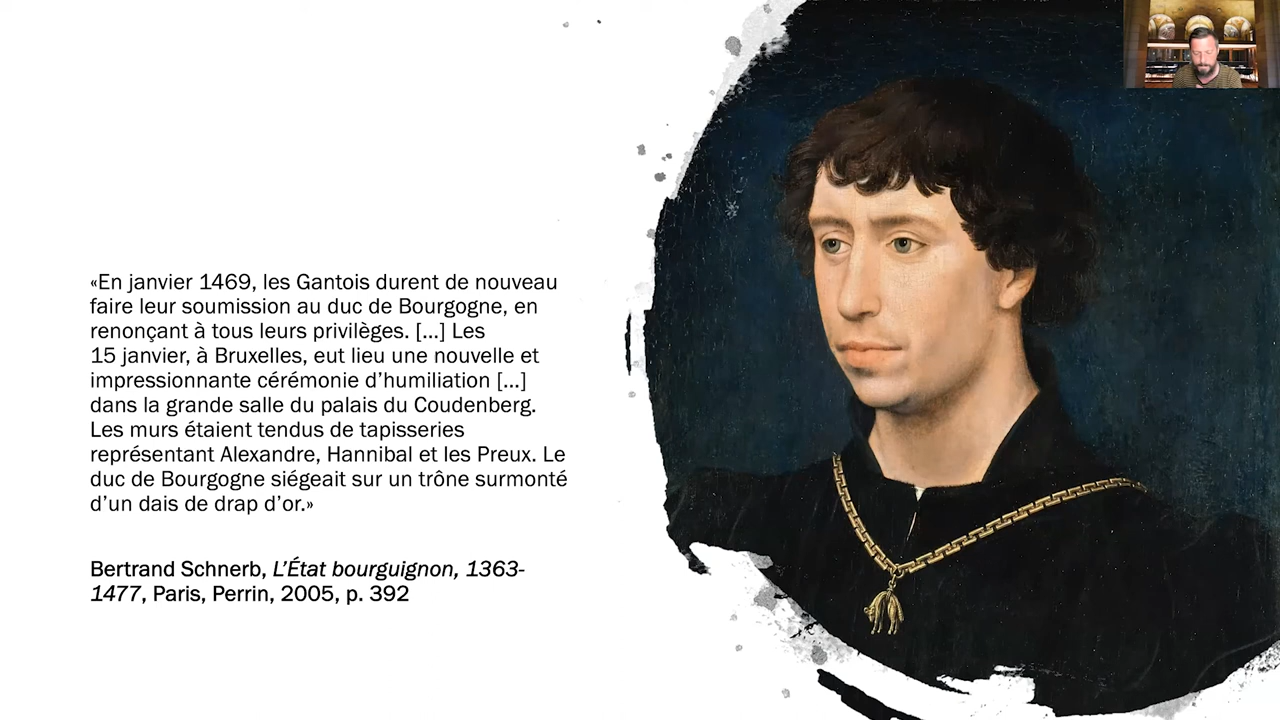 «En janvier 1469, les Gantois durent de nouveau
faire leur soumission au duc de Bourgogne, en
renonçant à tous leurs privilèges. [...] Les
15 janvier, à Bruxelles, eut lieu une nouvelle et
impressionnante cérémonie d’humiliation [...]
dans la grande salle du palais du Coudenberg.
Les murs étaient tendus de tapisseries
représentant Alexandre, Hannibal et les Preux. Le
duc de Bourgogne siégeait sur un trône surmonté
d’un dais de drap d’or.»
Bertrand Schnerb, L’État bourguignon, 1363-
1477, Paris, Perrin, 2005, p. 392